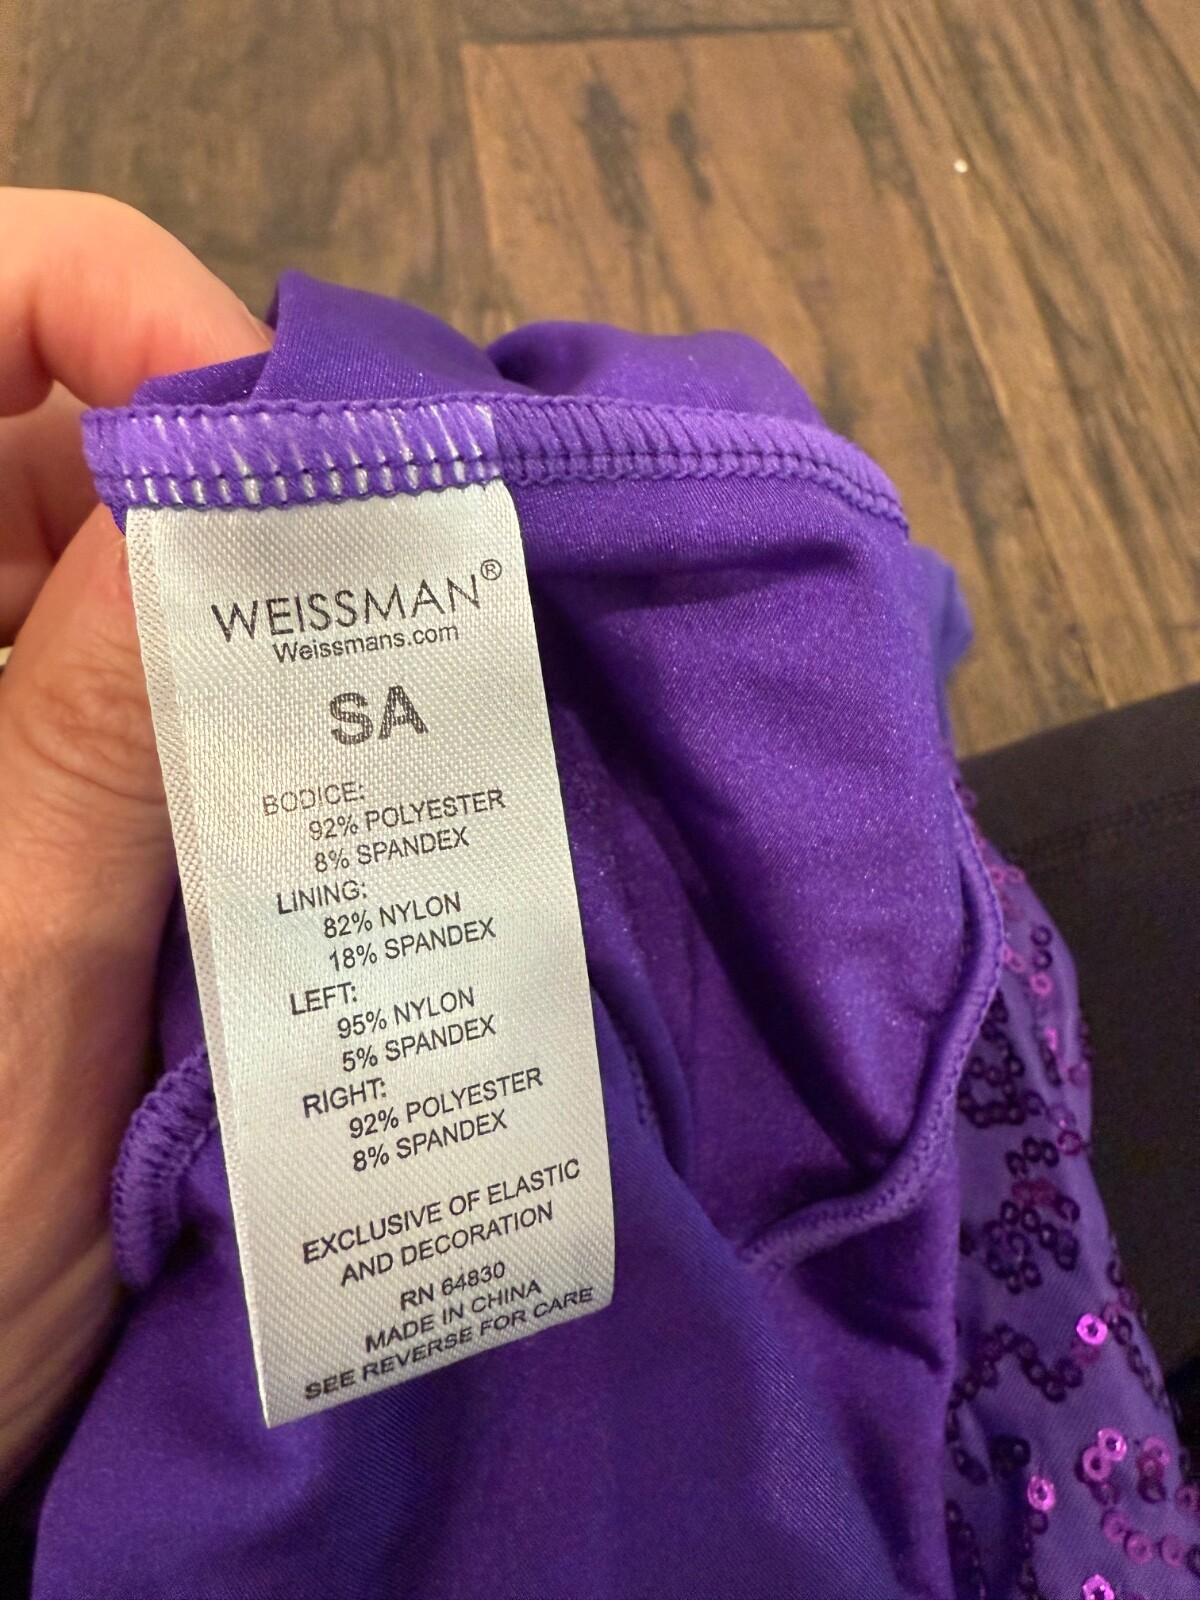 WEISSMAN®
Weissmans.com
SA
BODICE:
92% POLYESTER
8% SPANDEX
LINING:
82% NYLON
18% SPANDEX
LEFT:
95% NYLON
5% SPANDEX
RIGHT:
92% POLYESTER
8% SPANDEX
EXCLUSIVE OF ELASTIC
AND DECORATION
RN 64830
MADE IN CHINA
SEE REVERSE FOR CARE